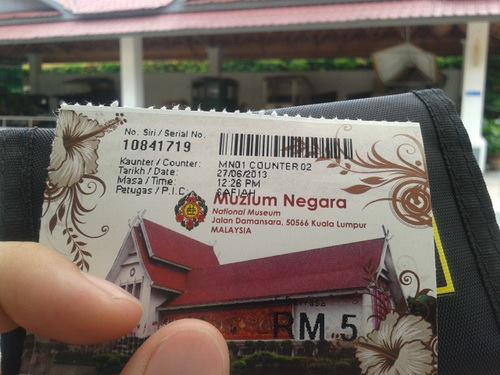 No. Siri / Serial No.
10841719
Kaunter / Counter: MN01 COUNTER 02
Tarikh / Date: 27/06/2013
Masa / Time: 12:26 PM
Petugas / P.I.C SAFIAH
Muzium Negara
National Museum
Jalan Damansara, 50566 Kuala Lumpur
MALAYSIA
RM 5